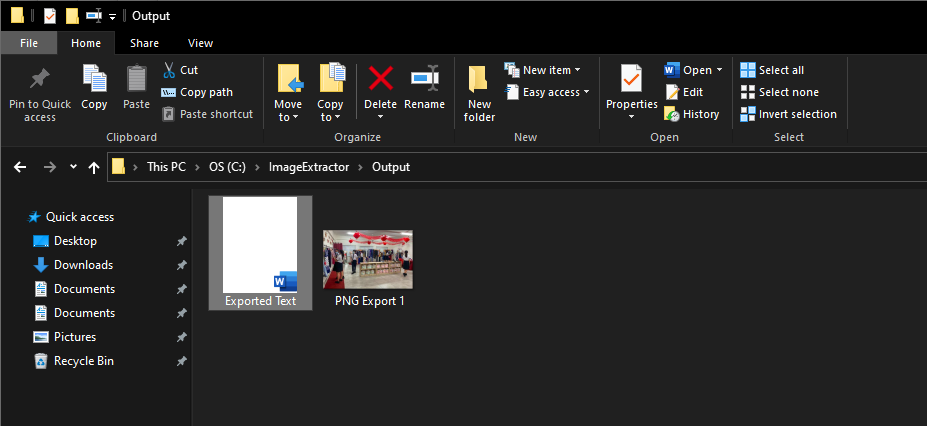 Output
File Home Share View
Pin to Quick access
Copy
Paste
Cut
Copy path
Paste shortcut
Clipboard
Move to
Copy to
Delete
Rename
Organize
New folder
New item
Easy access
New
Properties
Open
Edit
History
Open
Select all
Select none
Invert selection
Select
This PC > OS (C:) > ImageExtractor > Output
Quick access
Desktop
Downloads
Documents
Documents
Pictures
Recycle Bin
W
Exported Text
PNG Export 1